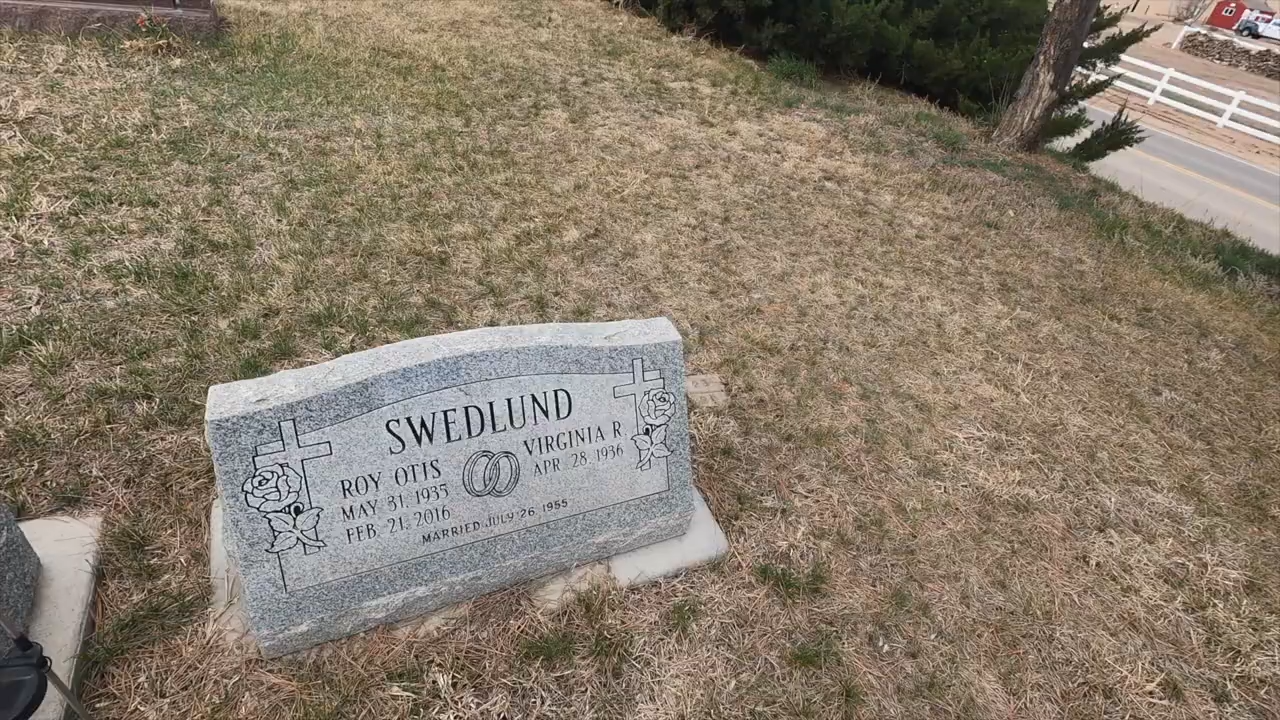 SWEDLUND
ROY OTIS
MAY 31, 1935
FEB. 21, 2016
VIRGINIA R.
APR. 28, 1936
MARRIED JULY 26, 1955